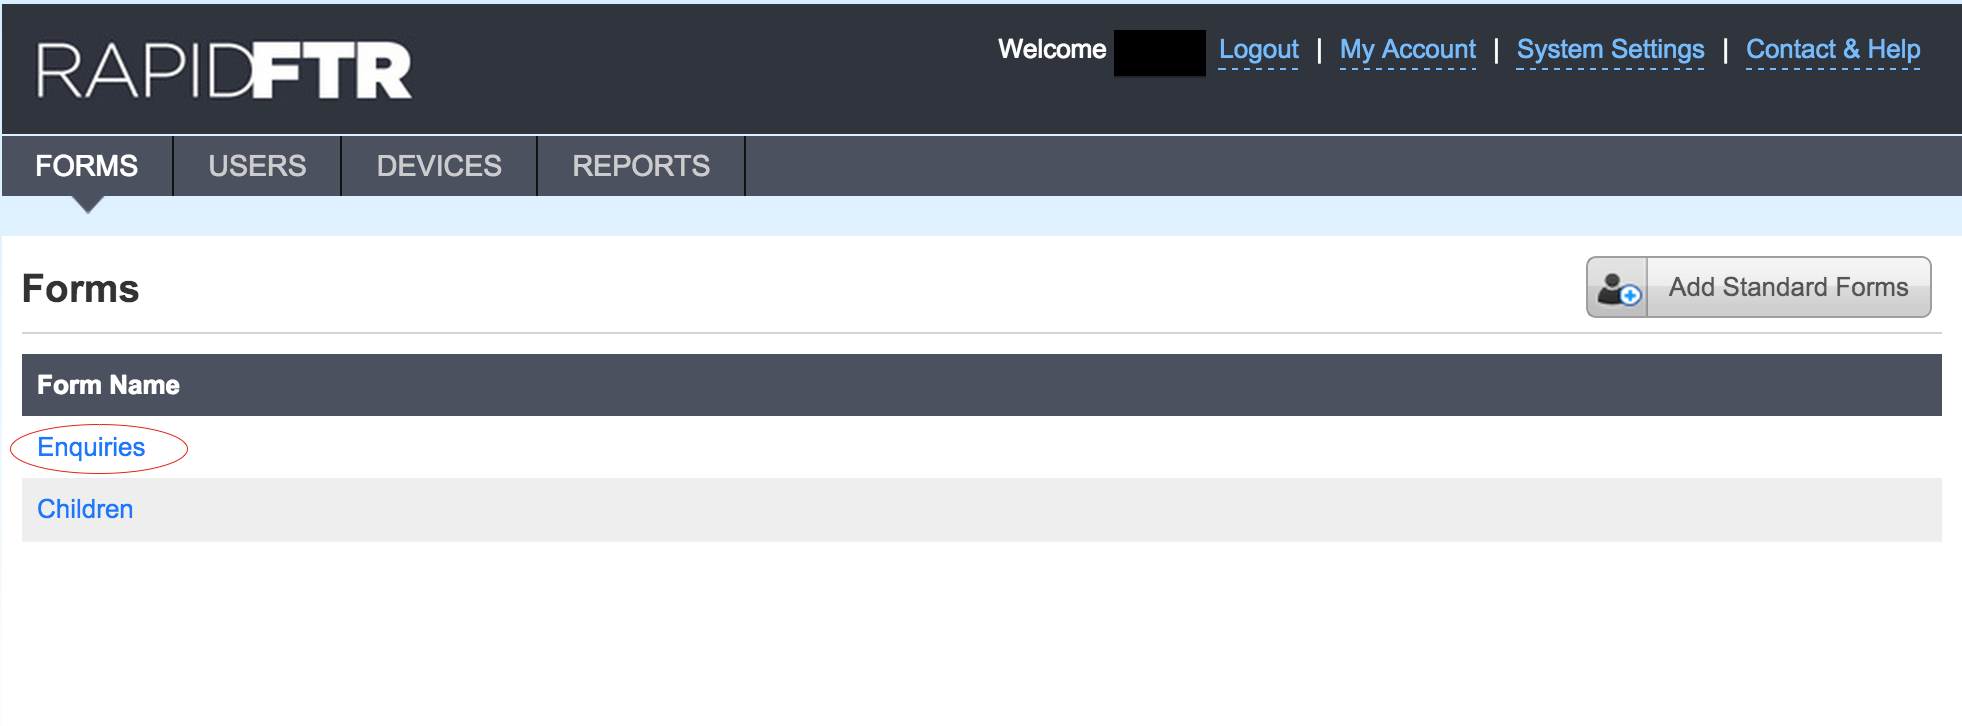 RAPIDFTR
Welcome Logout | My Account | System Settings | Contact & Help
FORMS USERS DEVICES REPORTS
Forms
Add Standard Forms
Form Name
Enquiries
Children